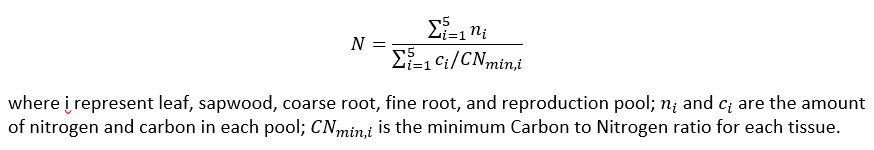 N = \frac{\sum_{i=1}^{5} n_i}{\sum_{i=1}^{5} c_i/CN_{min,i}}
where i represent leaf, sapwood, coarse root, fine root, and reproduction pool; n_i and c_i are the amount
of nitrogen and carbon in each pool; CN_{min,i} is the minimum Carbon to Nitrogen ratio for each tissue.